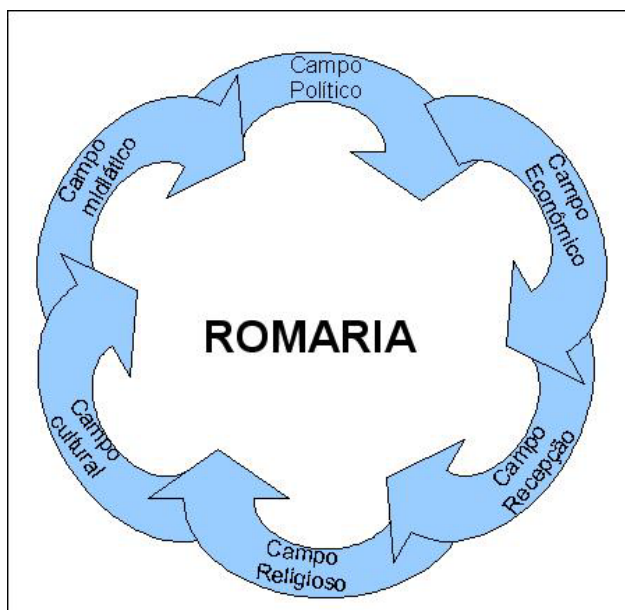 Campo
Político
Campo
Econômico
Campo
Recepção
Campo
Religioso
Campo
cultural
Campo
midiático
ROMARIA